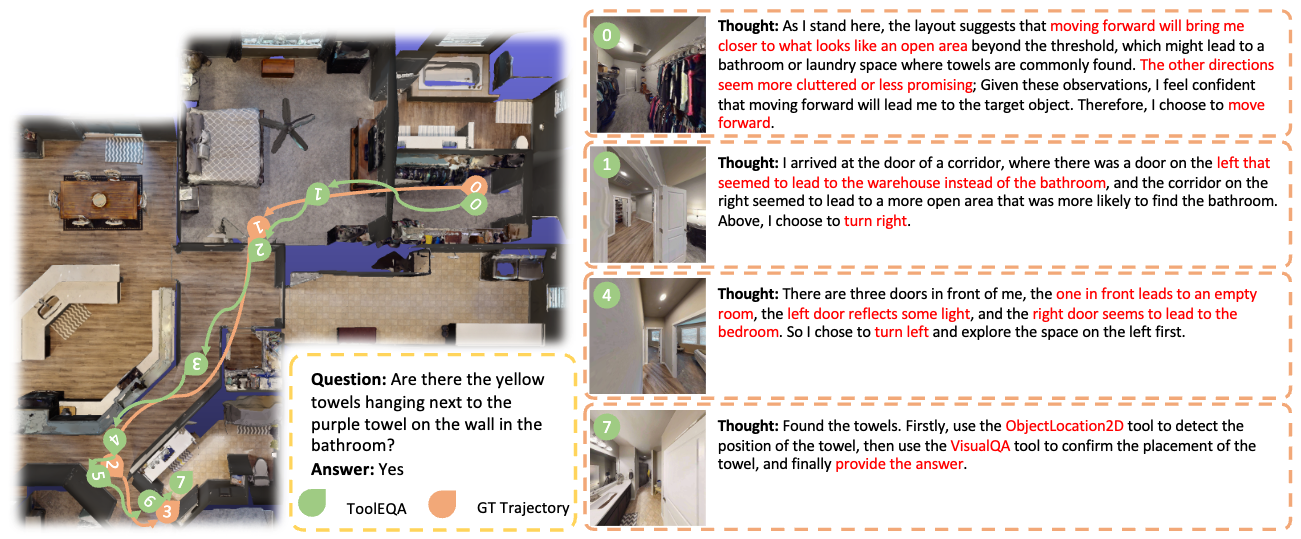 0
Thought: As I stand here, the layout suggests that moving forward will bring me
closer to what looks like an open area beyond the threshold, which might lead to a
bathroom or laundry space where towels are commonly found. The other directions
seem more cluttered or less promising; Given these observations, I feel confident
that moving forward will lead me to the target object. Therefore, I choose to move
forward.
1
Thought: I arrived at the door of a corridor, where there was a door on the left that
seemed to lead to the warehouse instead of the bathroom, and the corridor on the
right seemed to lead to a more open area that was more likely to find the bathroom.
Above, I choose to turn right.
4
Thought: There are three doors in front of me, the one in front leads to an empty
room, the left door reflects some light, and the right door seems to lead to the
bedroom. So I chose to turn left and explore the space on the left first.
7
Thought: Found the towels. Firstly, use the ObjectLocation2D tool to detect the
position of the towel, then use the VisualQA tool to confirm the placement of the
towel, and finally provide the answer.
0
0
1
1
2
3
4
2
5
7
6
3
Question: Are there the yellow
towels hanging next to the
purple towel on the wall in the
bathroom?
Answer: Yes
ToolEQA
GT Trajectory